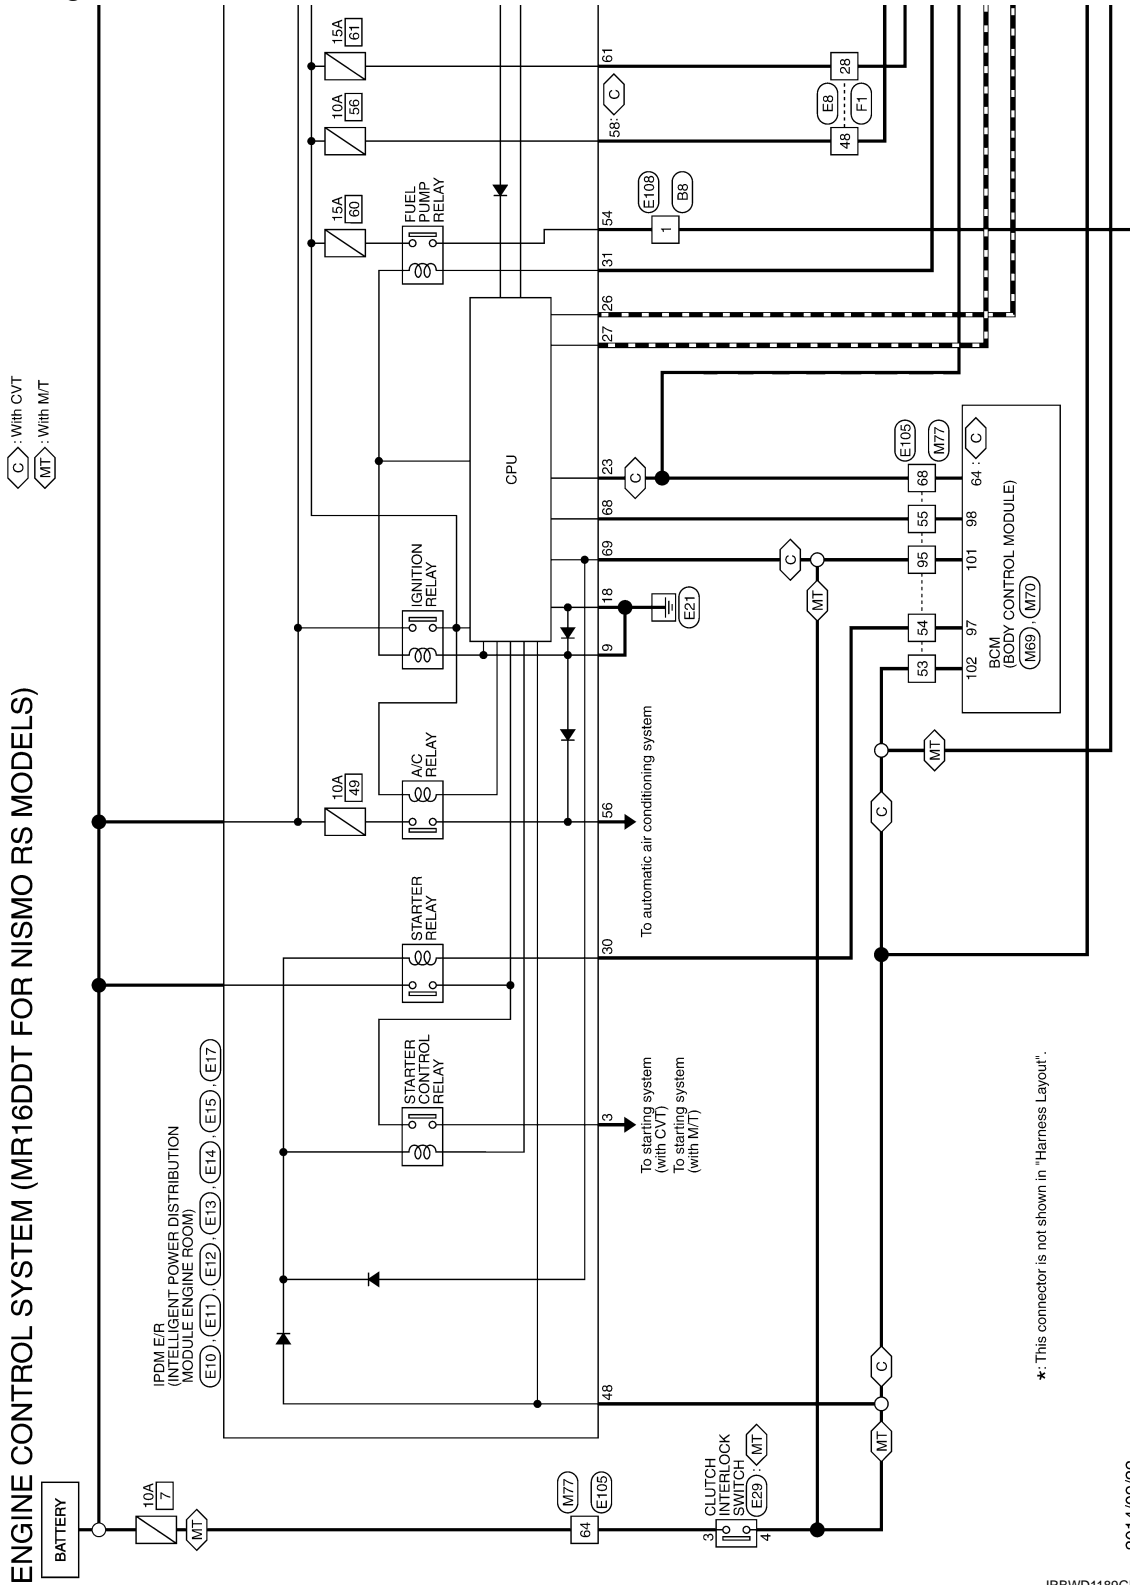 ENGINE CONTROL SYSTEM (MR16DDT FOR NISMO RS MODELS)
C : With CVT
MT : With M/T
BATTERY
10A
7
MT
M77
64
E105
CLUTCH
INTERLOCK
SWITCH
E29 : MT
3
4
IPDM E/R
(INTELLIGENT POWER DISTRIBUTION
MODULE ENGINE ROOM)
E10 , E11 , E12 , E13 , E14 , E15 , E17
STARTER
CONTROL
RELAY
STARTER
RELAY
10A
49
A/C
RELAY
IGNITION
RELAY
CPU
15A
60
FUEL
PUMP
RELAY
10A
56
15A
61
48
3
30
56
9
18
69
68
23
27
26
31
54
58: C
61
To starting system
(with CVT)
To starting system
(with M/T)
To automatic air conditioning system
E21
C
E108
1
B8
E8
48
28
F1
MT
C
C
MT
MT
C
E105
M77
53
54
95
55
68
102
97
101
98
64 : C
BCM
(BODY CONTROL MODULE)
M69 , M70
*: This connector is not shown in "Harness Layout".